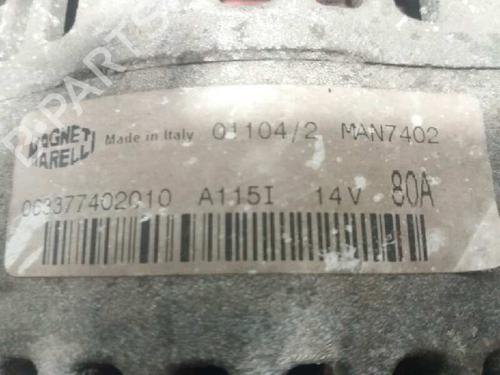 B-PARTS
MAGNETI MARELLI Made in Italy 01104/2 MAN7402
063377402010 A115I 14V 80A